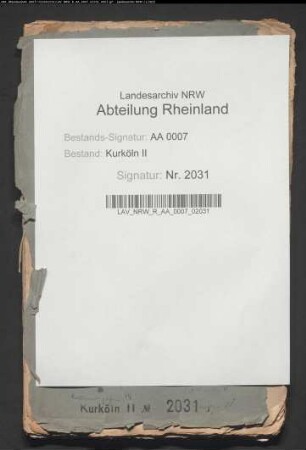 Landesarchiv NRW
Abteilung Rheinland
Bestands-Signatur: AA 0007
Bestand: Kurköln II
Signatur: Nr. 2031
LAV_NRW_R_AA_0007_02031
Kurköln II № 2031